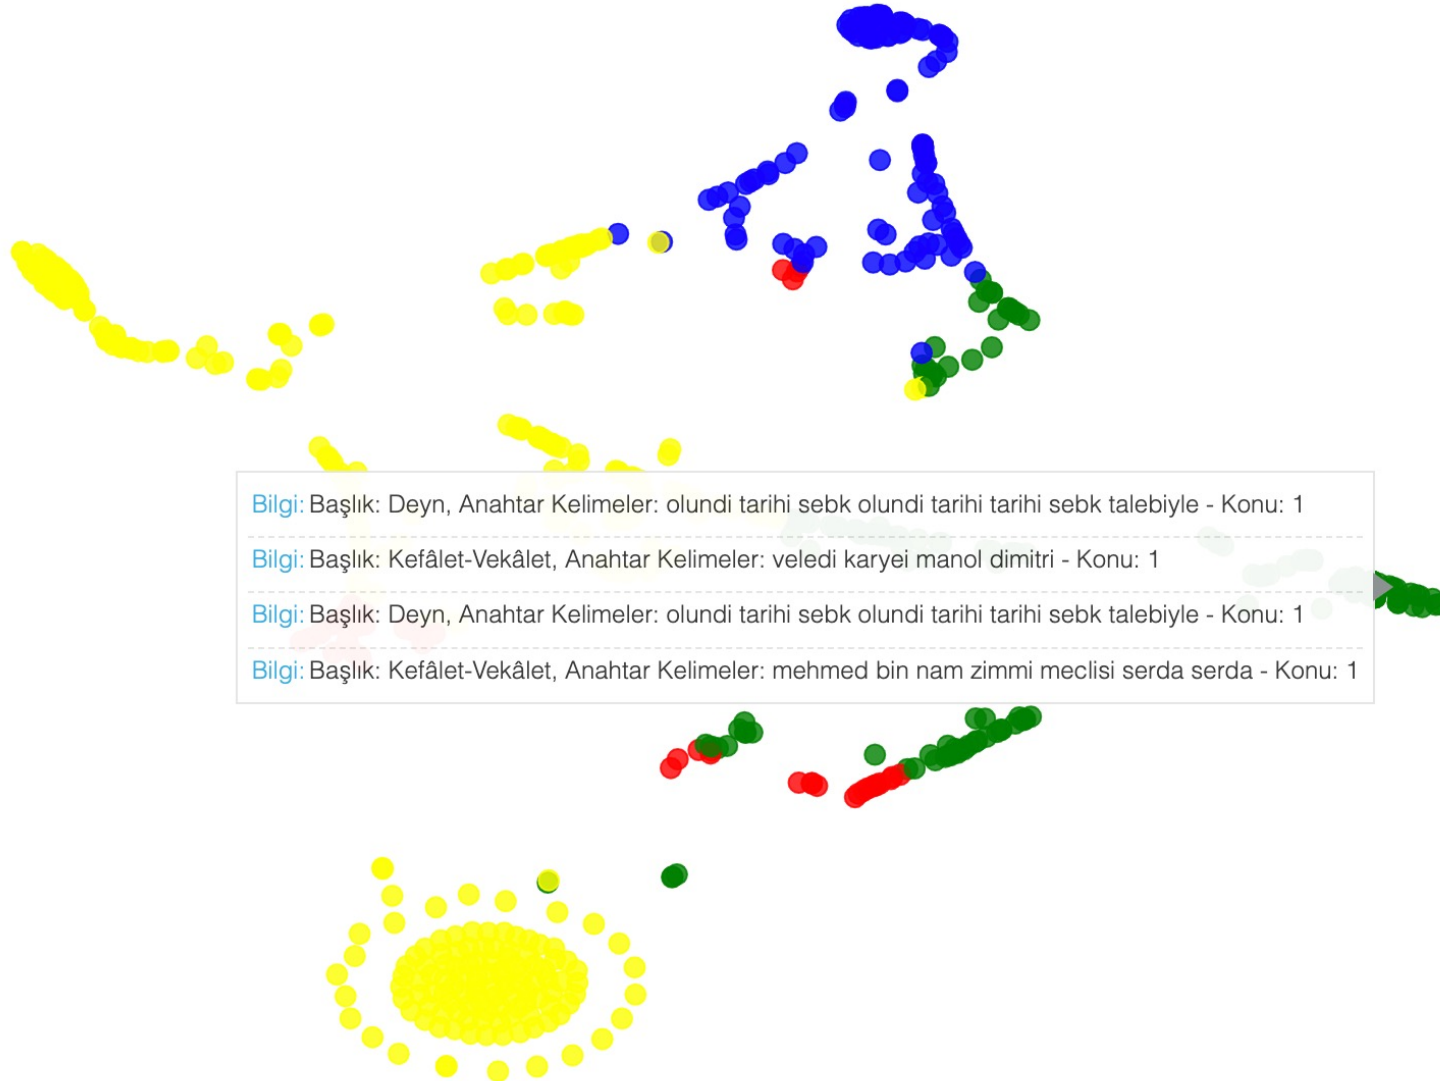 Bilgi: Başlık: Deyn, Anahtar Kelimeler: olundi tarihi sebk olundi tarihi tarihi sebk talebiyle - Konu: 1
Bilgi: Başlık: Kefâlet-Vekâlet, Anahtar Kelimeler: veledi karyei manol dimitri - Konu: 1
Bilgi: Başlık: Deyn, Anahtar Kelimeler: olundi tarihi sebk olundi tarihi tarihi sebk talebiyle - Konu: 1
Bilgi: Başlık: Kefâlet-Vekâlet, Anahtar Kelimeler: mehmed bin nam zimmi meclisi serda serda - Konu: 1